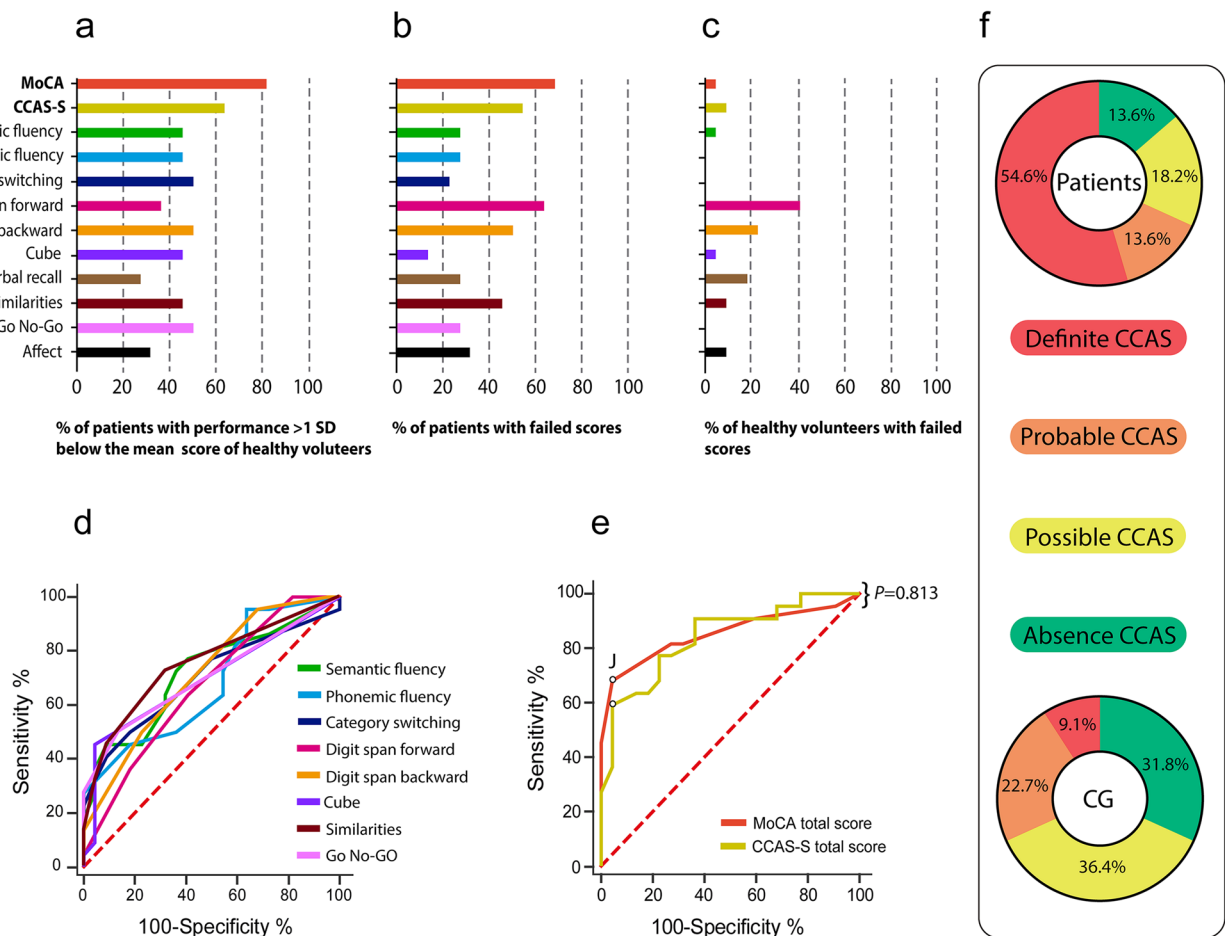 a
b
c
f
MoCA
CCAS-S
ic fluency
ic fluency
switching
n forward
backward
Cube
rbal recall
imilarities
Go No-Go
Affect
0 20 40 60 80 100
0 20 40 60 80 100
0 20 40 60 80 100
% of patients with performance >1 SD
below the mean score of healthy voluteers
% of patients with failed scores
% of healthy volunteers with failed
scores
13.6%
54.6%
Patients
18.2%
13.6%
Definite CCAS
Probable CCAS
Possible CCAS
Absence CCAS
9.1%
31.8%
22.7%
CG
36.4%
d
Sensitivity %
100
80
60
40
20
0
0 20 40 60 80 100
100-Specificity %
Semantic fluency
Phonemic fluency
Category switching
Digit span forward
Digit span backward
Cube
Similarities
Go No-GO
e
Sensitivity %
100
80
60
40
20
0
0 20 40 60 80 100
100-Specificity %
J
} P=0.813
MoCA total score
CCAS-S total score